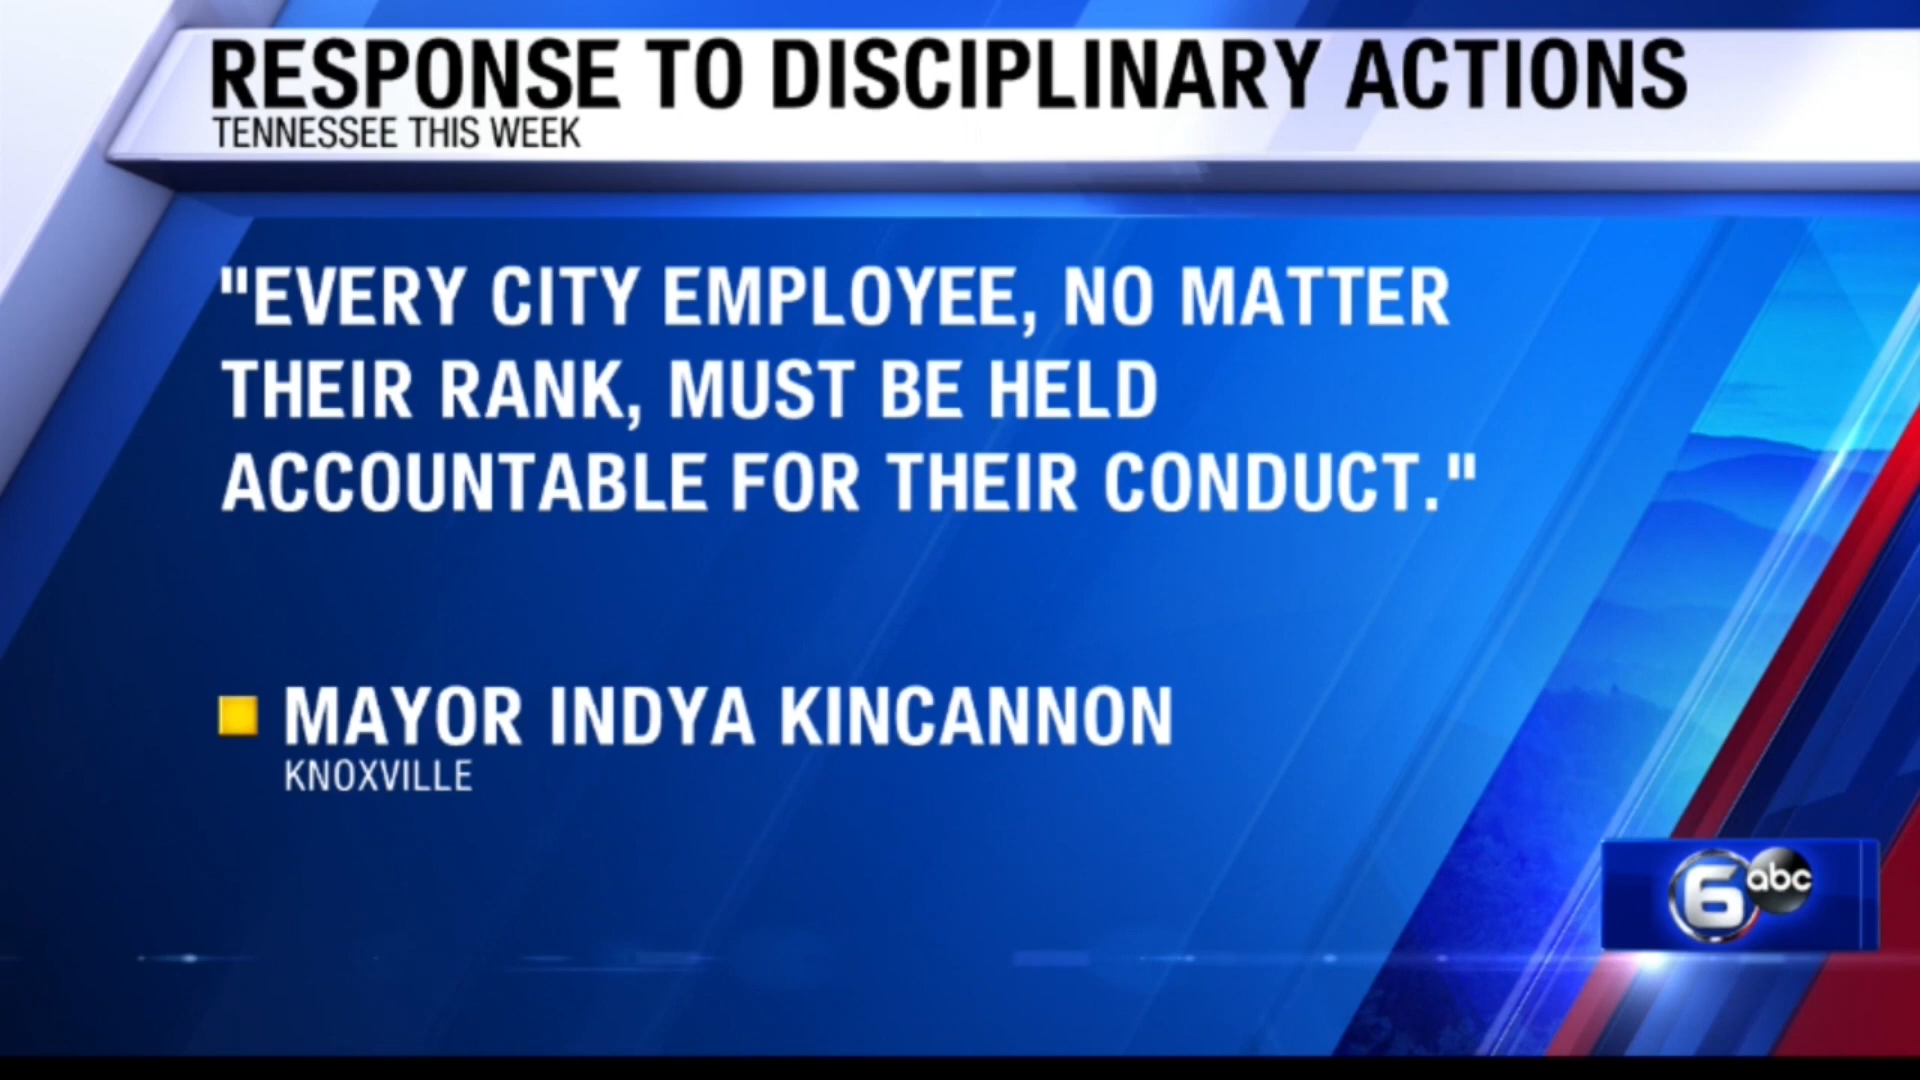 RESPONSE TO DISCIPLINARY ACTIONS
TENNESSEE THIS WEEK
"EVERY CITY EMPLOYEE, NO MATTER
THEIR RANK, MUST BE HELD
ACCOUNTABLE FOR THEIR CONDUCT."
MAYOR INDYA KINCANNON
KNOXVILLE
6 abc